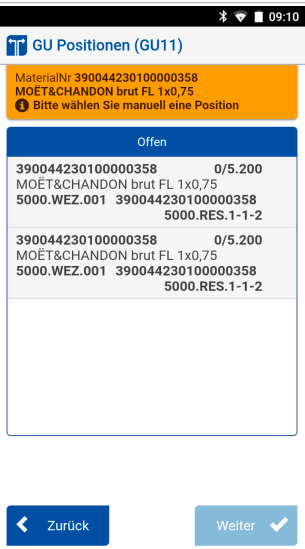 09:10
GU Positionen (GU11)
MaterialNr 390044230100000358
MOËT&CHANDON brut FL 1x0,75
Bitte wählen Sie manuell eine Position
Offen
390044230100000358 0/5.200
MOËT&CHANDON brut FL 1x0,75
5000.WEZ.001 390044230100000358
5000.RES.1-1-2
390044230100000358 0/5.200
MOËT&CHANDON brut FL 1x0,75
5000.WEZ.001 390044230100000358
5000.RES.1-1-2
Zurück
Weiter